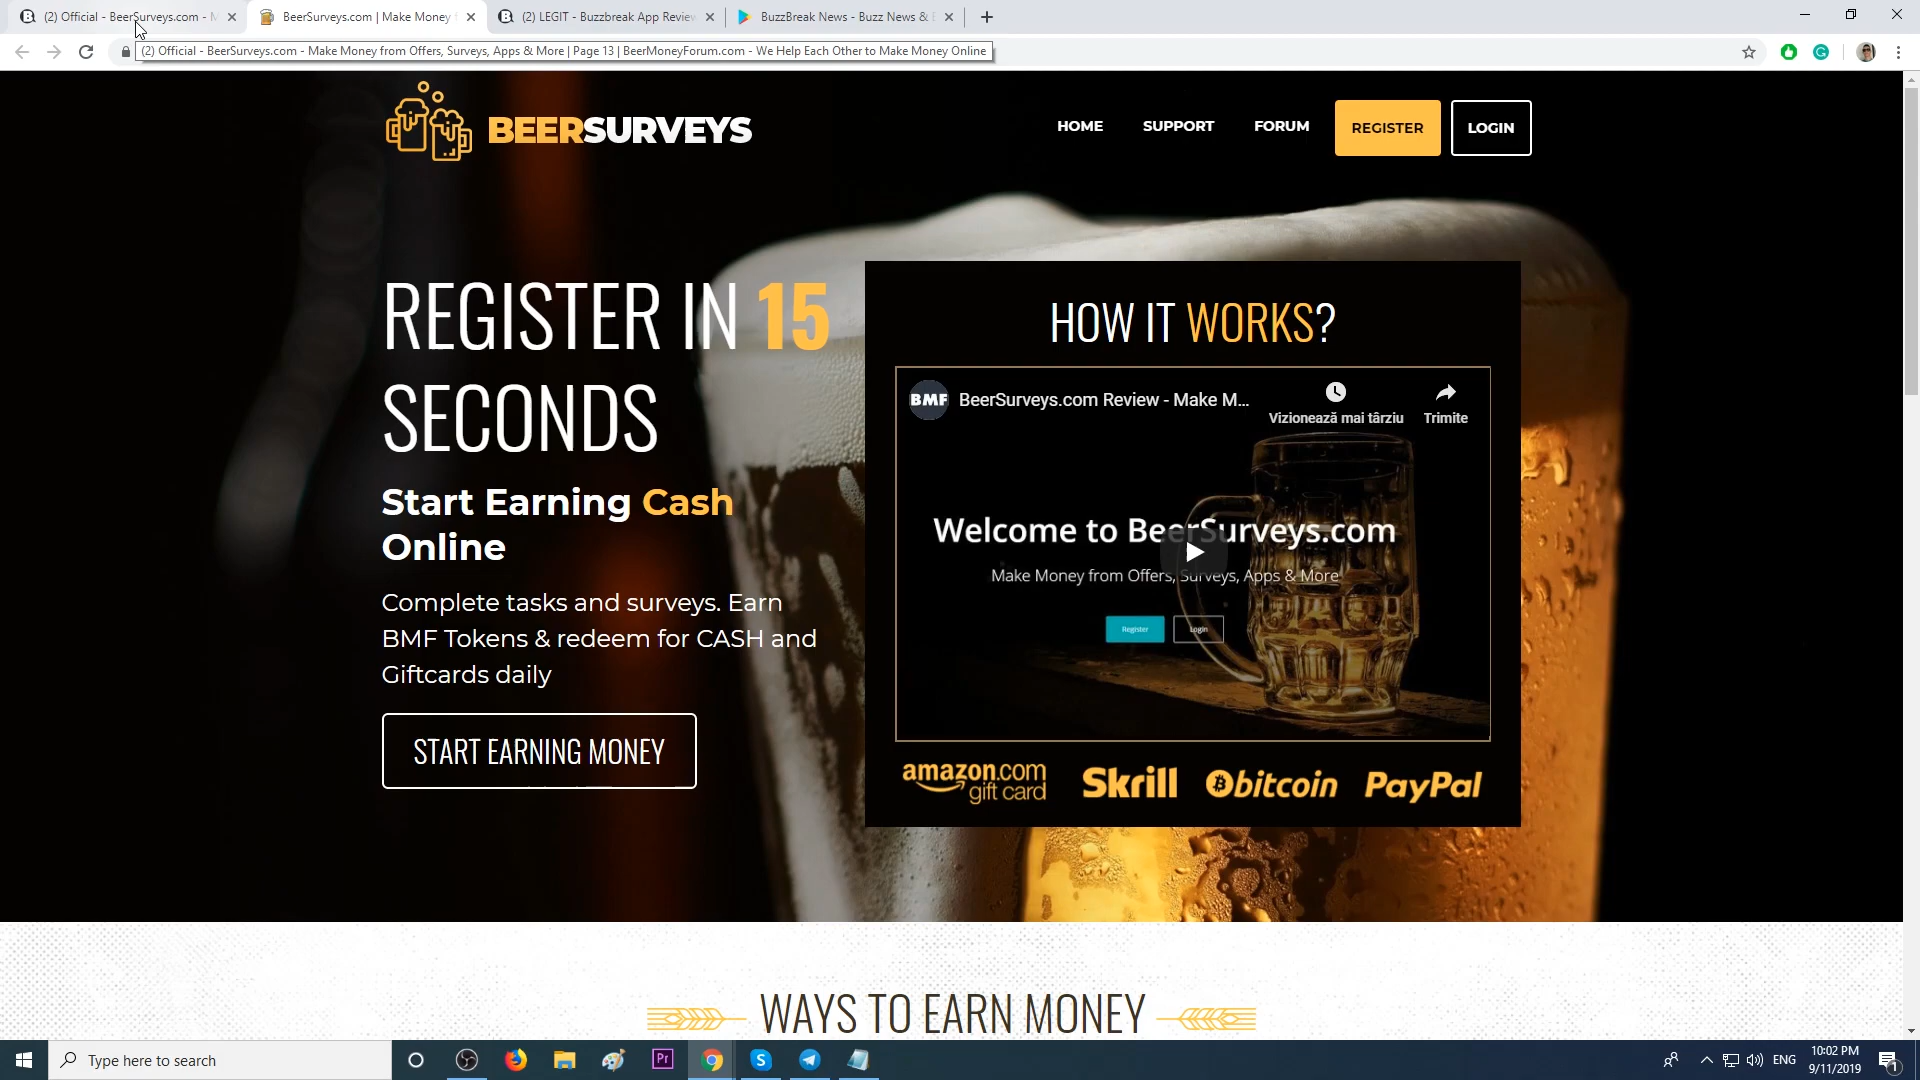 (2) Official - BeerSurveys.com - M
BeerSurveys.com | Make Money f
(2) LEGIT - Buzzbreak App Review
BuzzBreak News - Buzz News & E
(2) Official - BeerSurveys.com - Make Money from Offers, Surveys, Apps & More | Page 13 | BeerMoneyForum.com - We Help Each Other to Make Money Online
BEERSURVEYS
HOME
SUPPORT
FORUM
REGISTER
LOGIN
REGISTER IN 15
SECONDS
Start Earning Cash
Online
Complete tasks and surveys. Earn
BMF Tokens & redeem for CASH and
Giftcards daily
START EARNING MONEY
HOW IT WORKS?
BMF
BeerSurveys.com Review - Make M...
Vizionează mai târziu
Trimite
Welcome to BeerSurveys.com
Make Money from Offers, Surveys, Apps & More
Register
Login
amazon.com
gift card
Skrill
bitcoin
PayPal
WAYS TO EARN MONEY
Type here to search
Pr
ENG
10:02 PM
9/11/2019
1